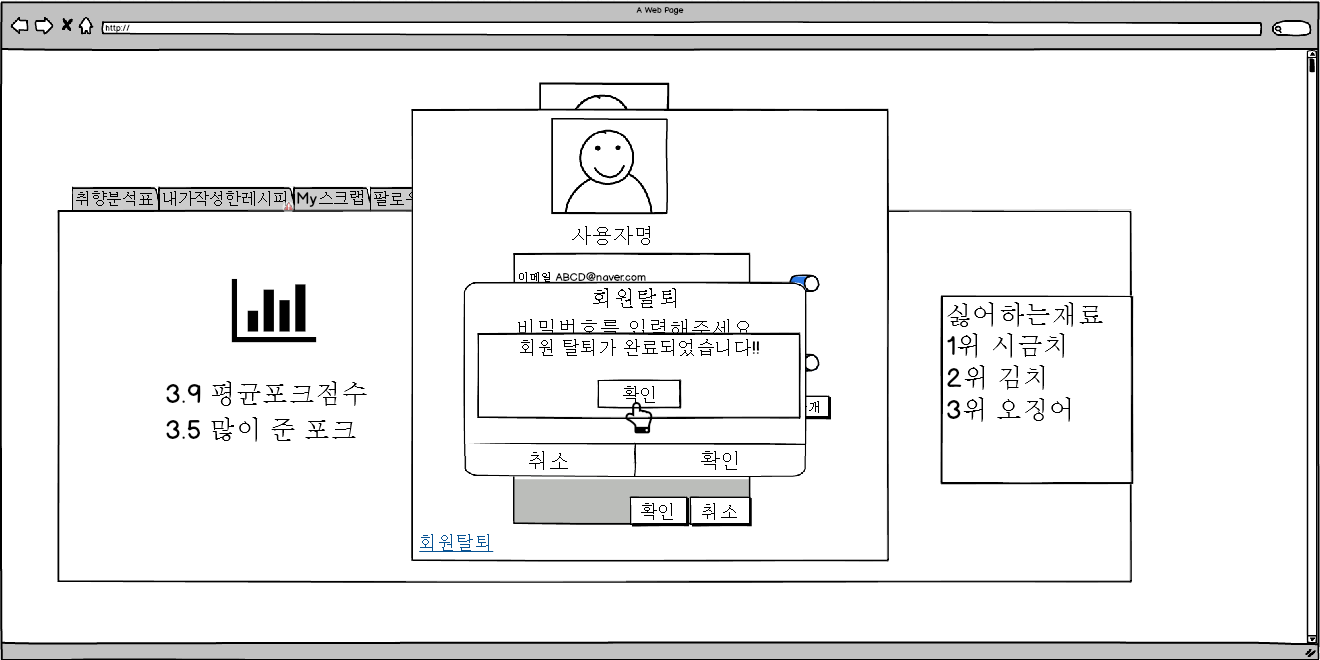 A Web Page
http://
취향분석표
내가작성한레시피
My스크랩
팔로우
사용자명
이메일 ABCD@naver.com
회원탈퇴
비밀번호를 입력해주세요
회원 탈퇴가 완료되었습니다!!
확인
개
취소
확인
확인
취소
회원탈퇴
3.9 평균포크점수
3.5 많이 준 포크
싫어하는재료
1위 시금치
2위 김치
3위 오징어